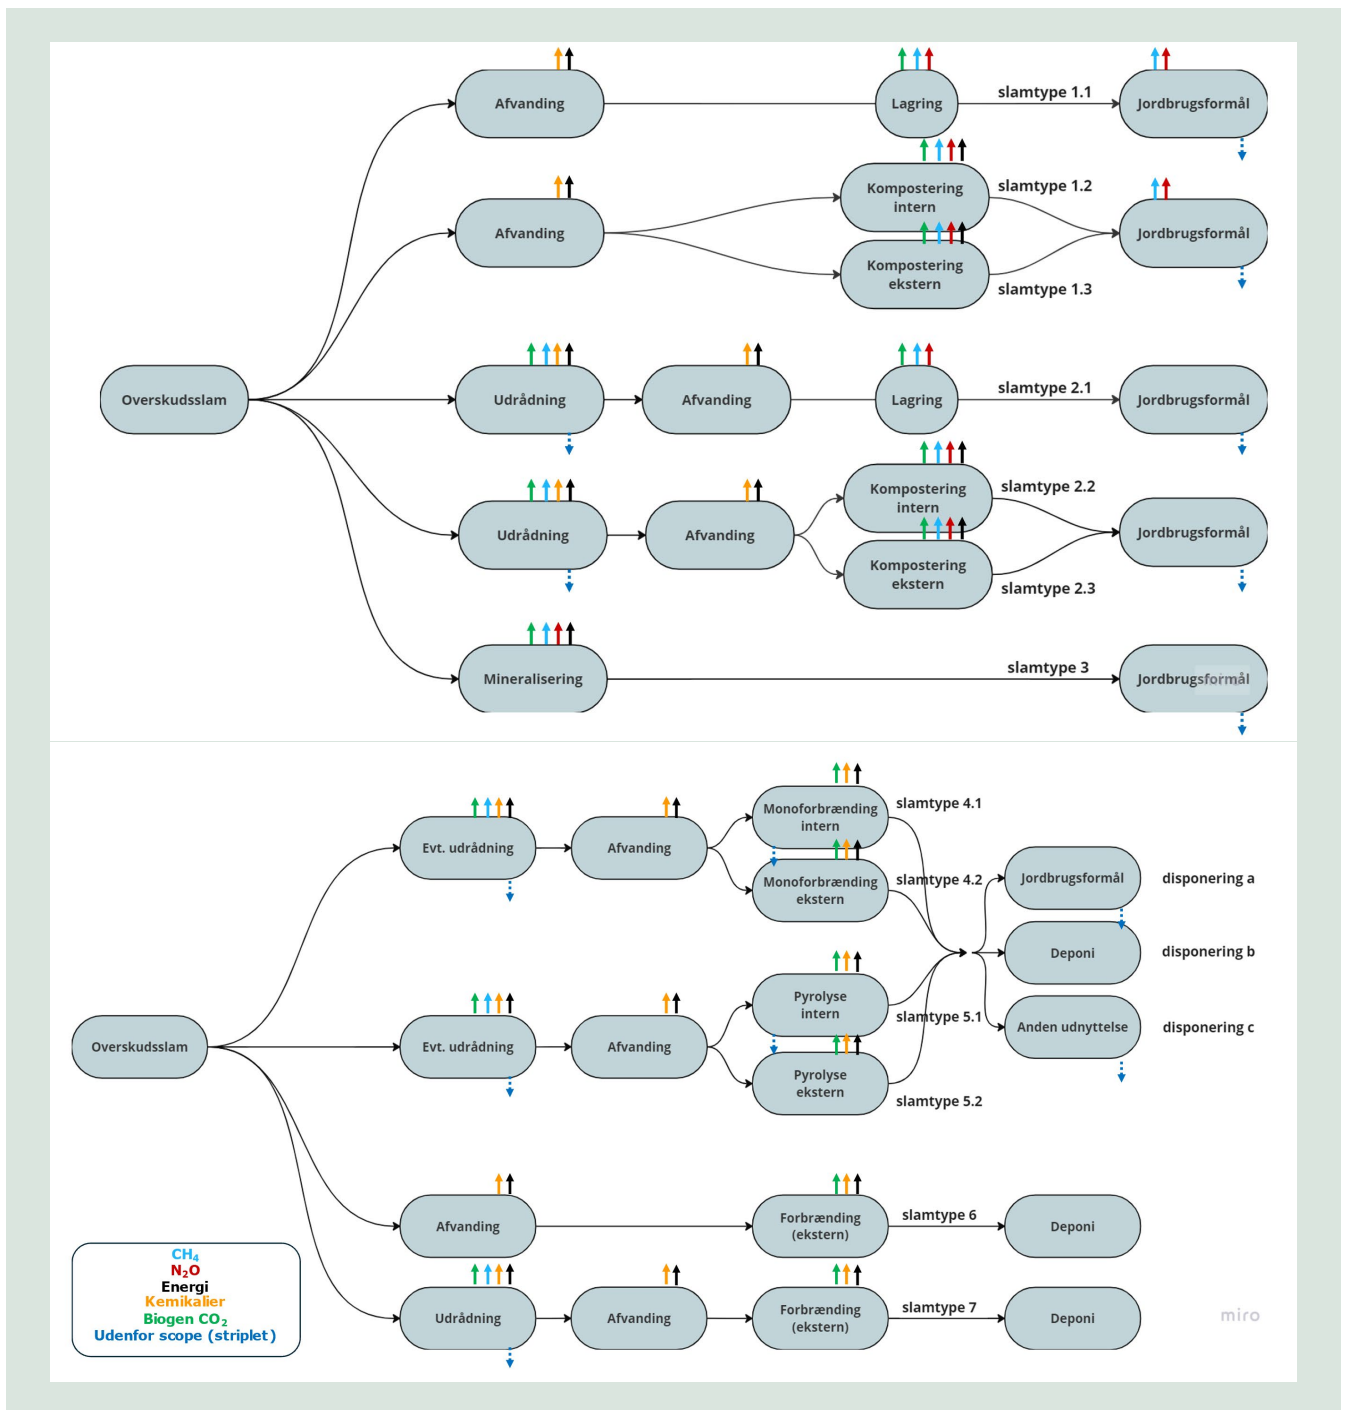 Afvanding
Lagring
slamtype 1.1
Jordbrugsformål
Afvanding
Kompostering
intern
slamtype 1.2
Kompostering
ekstern
slamtype 1.3
Jordbrugsformål
Overskudsslam
Udrådning
Afvanding
Lagring
slamtype 2.1
Jordbrugsformål
Udrådning
Afvanding
Kompostering
intern
slamtype 2.2
Kompostering
ekstern
slamtype 2.3
Jordbrugsformål
Mineralisering
slamtype 3
Jordbrugsformål
Evt. udrådning
Afvanding
Monoforbrænding
intern
slamtype 4.1
Monoforbrænding
ekstern
slamtype 4.2
Jordbrugsformål
disponering a
Deponi
disponering b
Anden udnyttelse
disponering c
Overskudsslam
Evt. udrådning
Afvanding
Pyrolyse
intern
slamtype 5.1
Pyrolyse
ekstern
slamtype 5.2
Afvanding
Forbrænding
(ekstern)
slamtype 6
Deponi
Udrådning
Afvanding
Forbrænding
(ekstern)
slamtype 7
Deponi
CH₄
N₂O
Energi
Kemikalier
Biogen CO₂
Udenfor scope (striplet)
miro